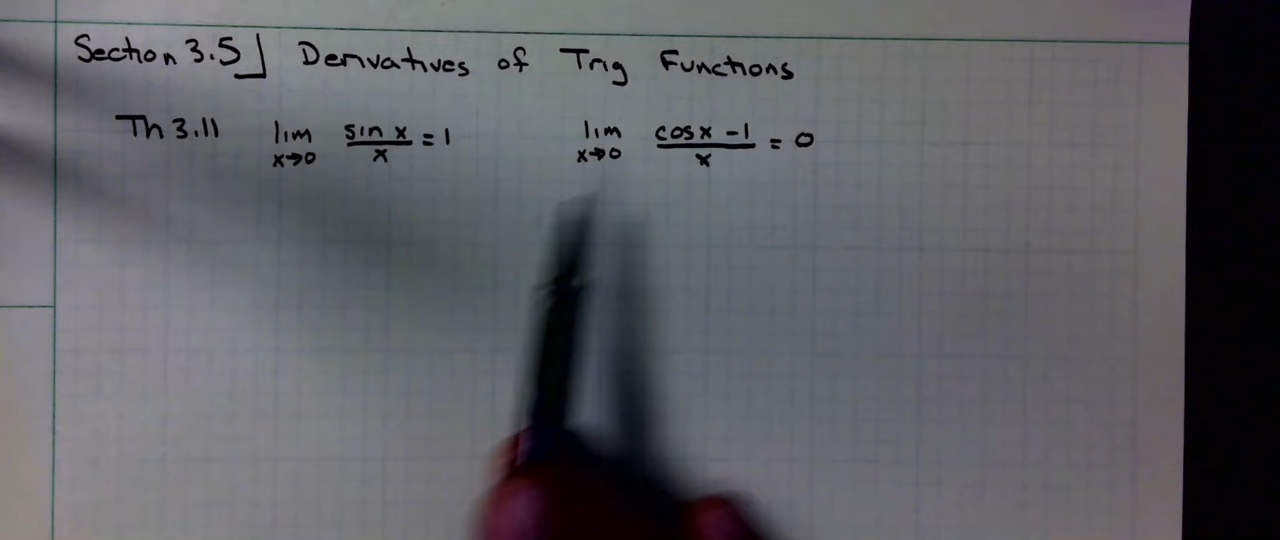 Section 3.5] Derivatives of Trig Functions
Th 3.11 lim x→0 sin x / x = 1 lim x→0 cos x - 1 / x = 0